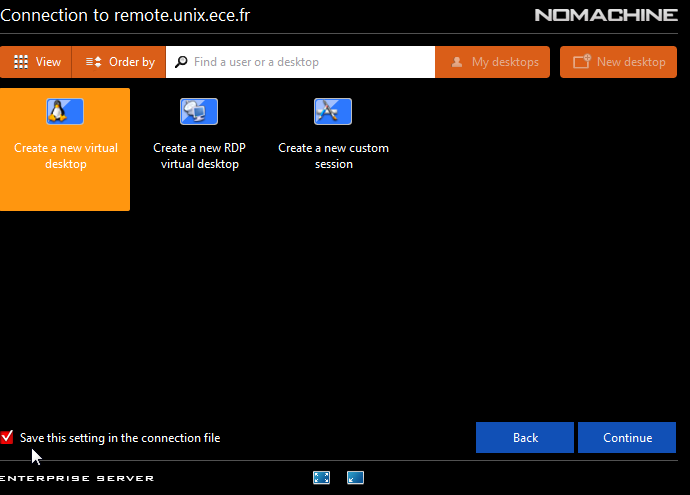 Connection to remote.unix.ece.fr
NOMACHINE
View
Order by
Find a user or a desktop
My desktops
New desktop
Create a new virtual
desktop
Create a new RDP
virtual desktop
Create a new custom
session
Save this setting in the connection file
Back
Continue
ENTERPRISE SERVER